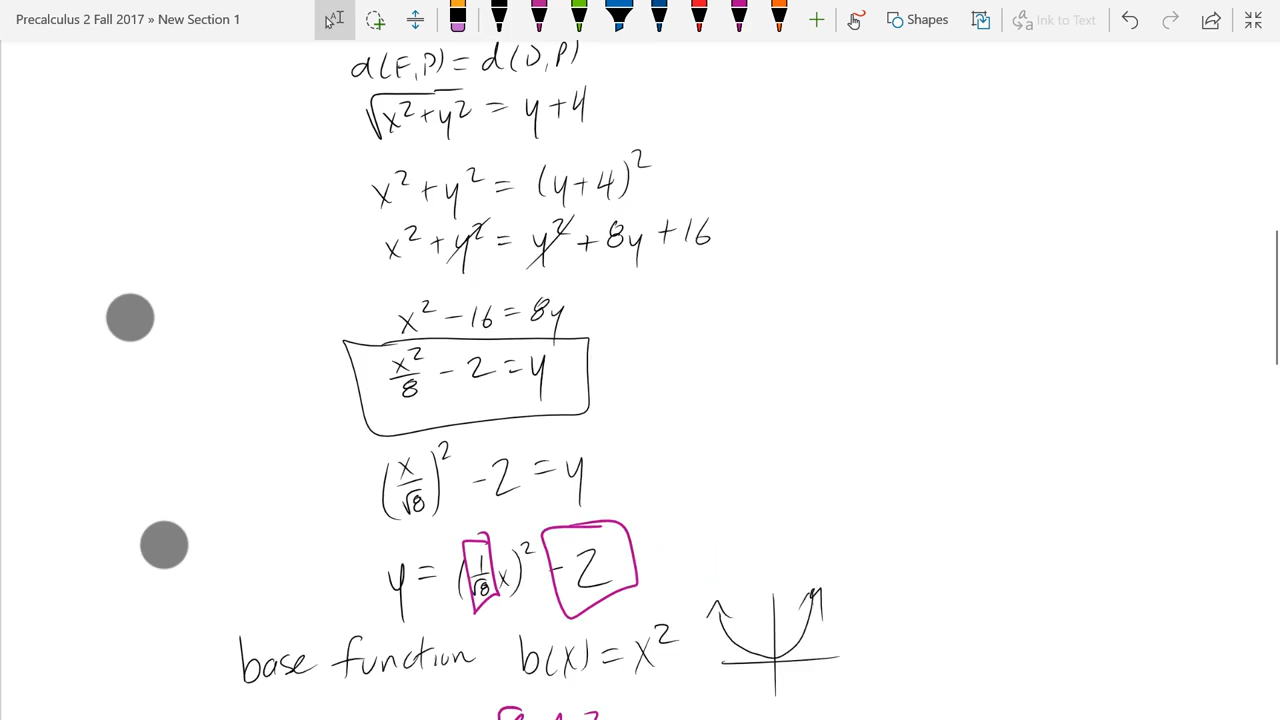 Precalculus 2 Fall 2017 » New Section 1
Shapes
Ink to Text
d(F,P) = d(D,P)
√x²+y² = y+4
x² + y² = (y+4)²
x² + y² = y² + 8y + 16
x² - 16 = 8y
x²/8 - 2 = y
(x/√8)² - 2 = y
y = (1/√8 x)² - 2
base function b(x) = x²